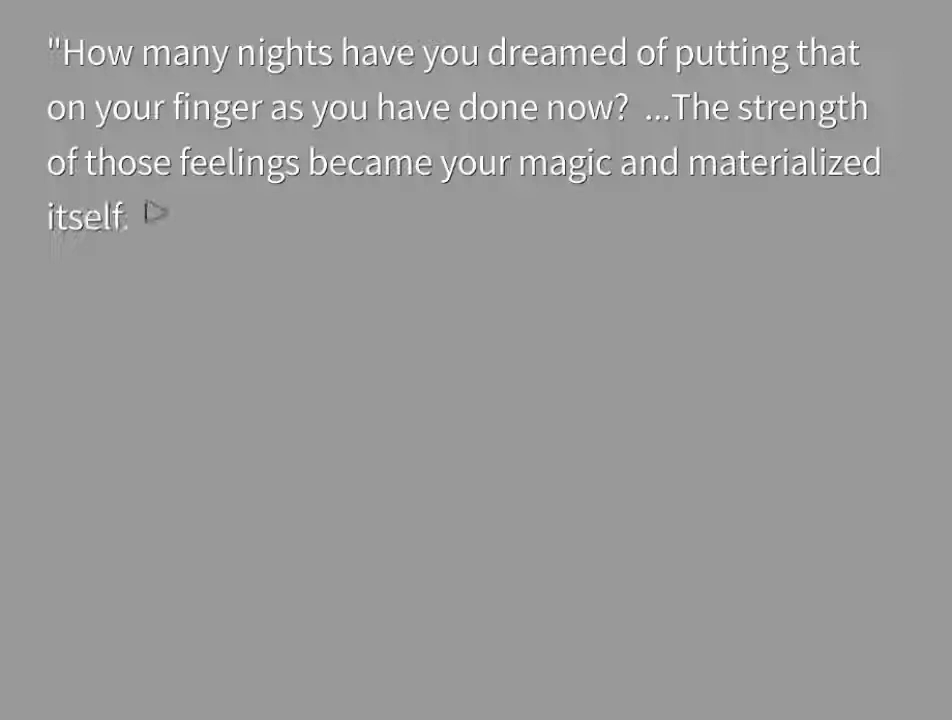 "How many nights have you dreamed of putting that
on your finger as you have done now?  ...The strength
of those feelings became your magic and materialized
itself.